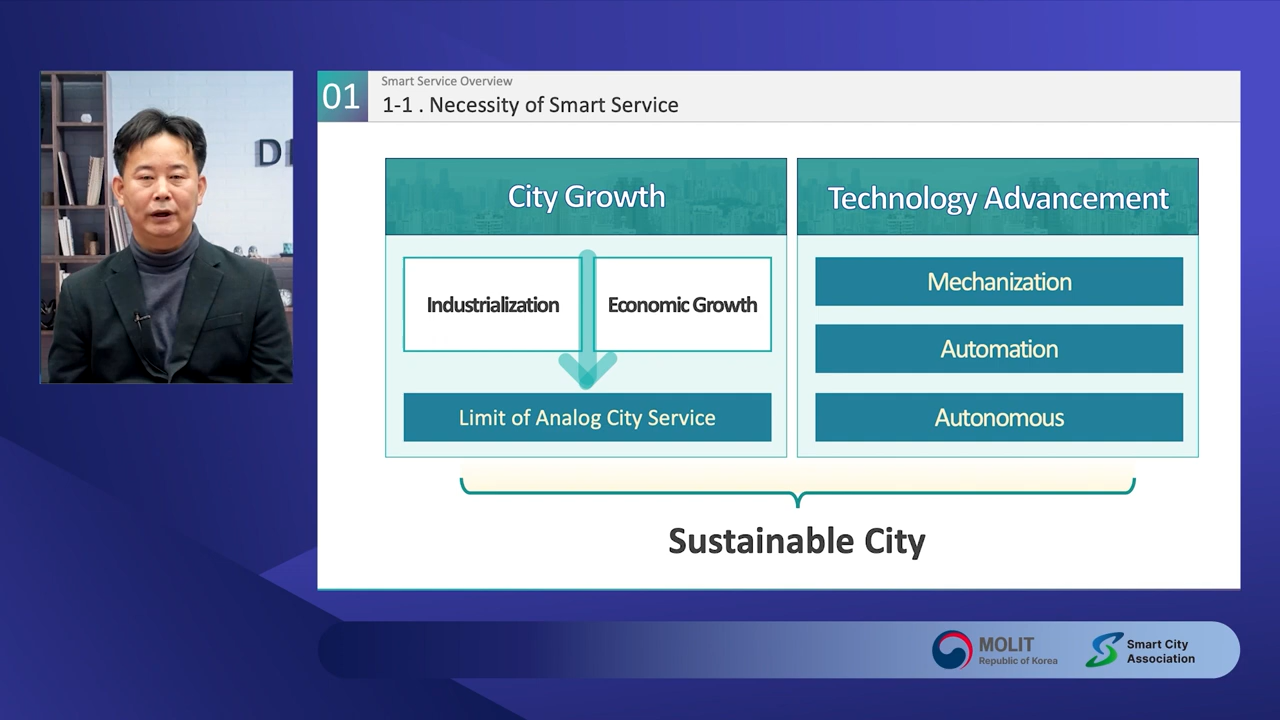 01
Smart Service Overview
1-1 . Necessity of Smart Service
City Growth
Industrialization
Economic Growth
Limit of Analog City Service
Technology Advancement
Mechanization
Automation
Autonomous
Sustainable City
MOLIT
Republic of Korea
Smart City
Association